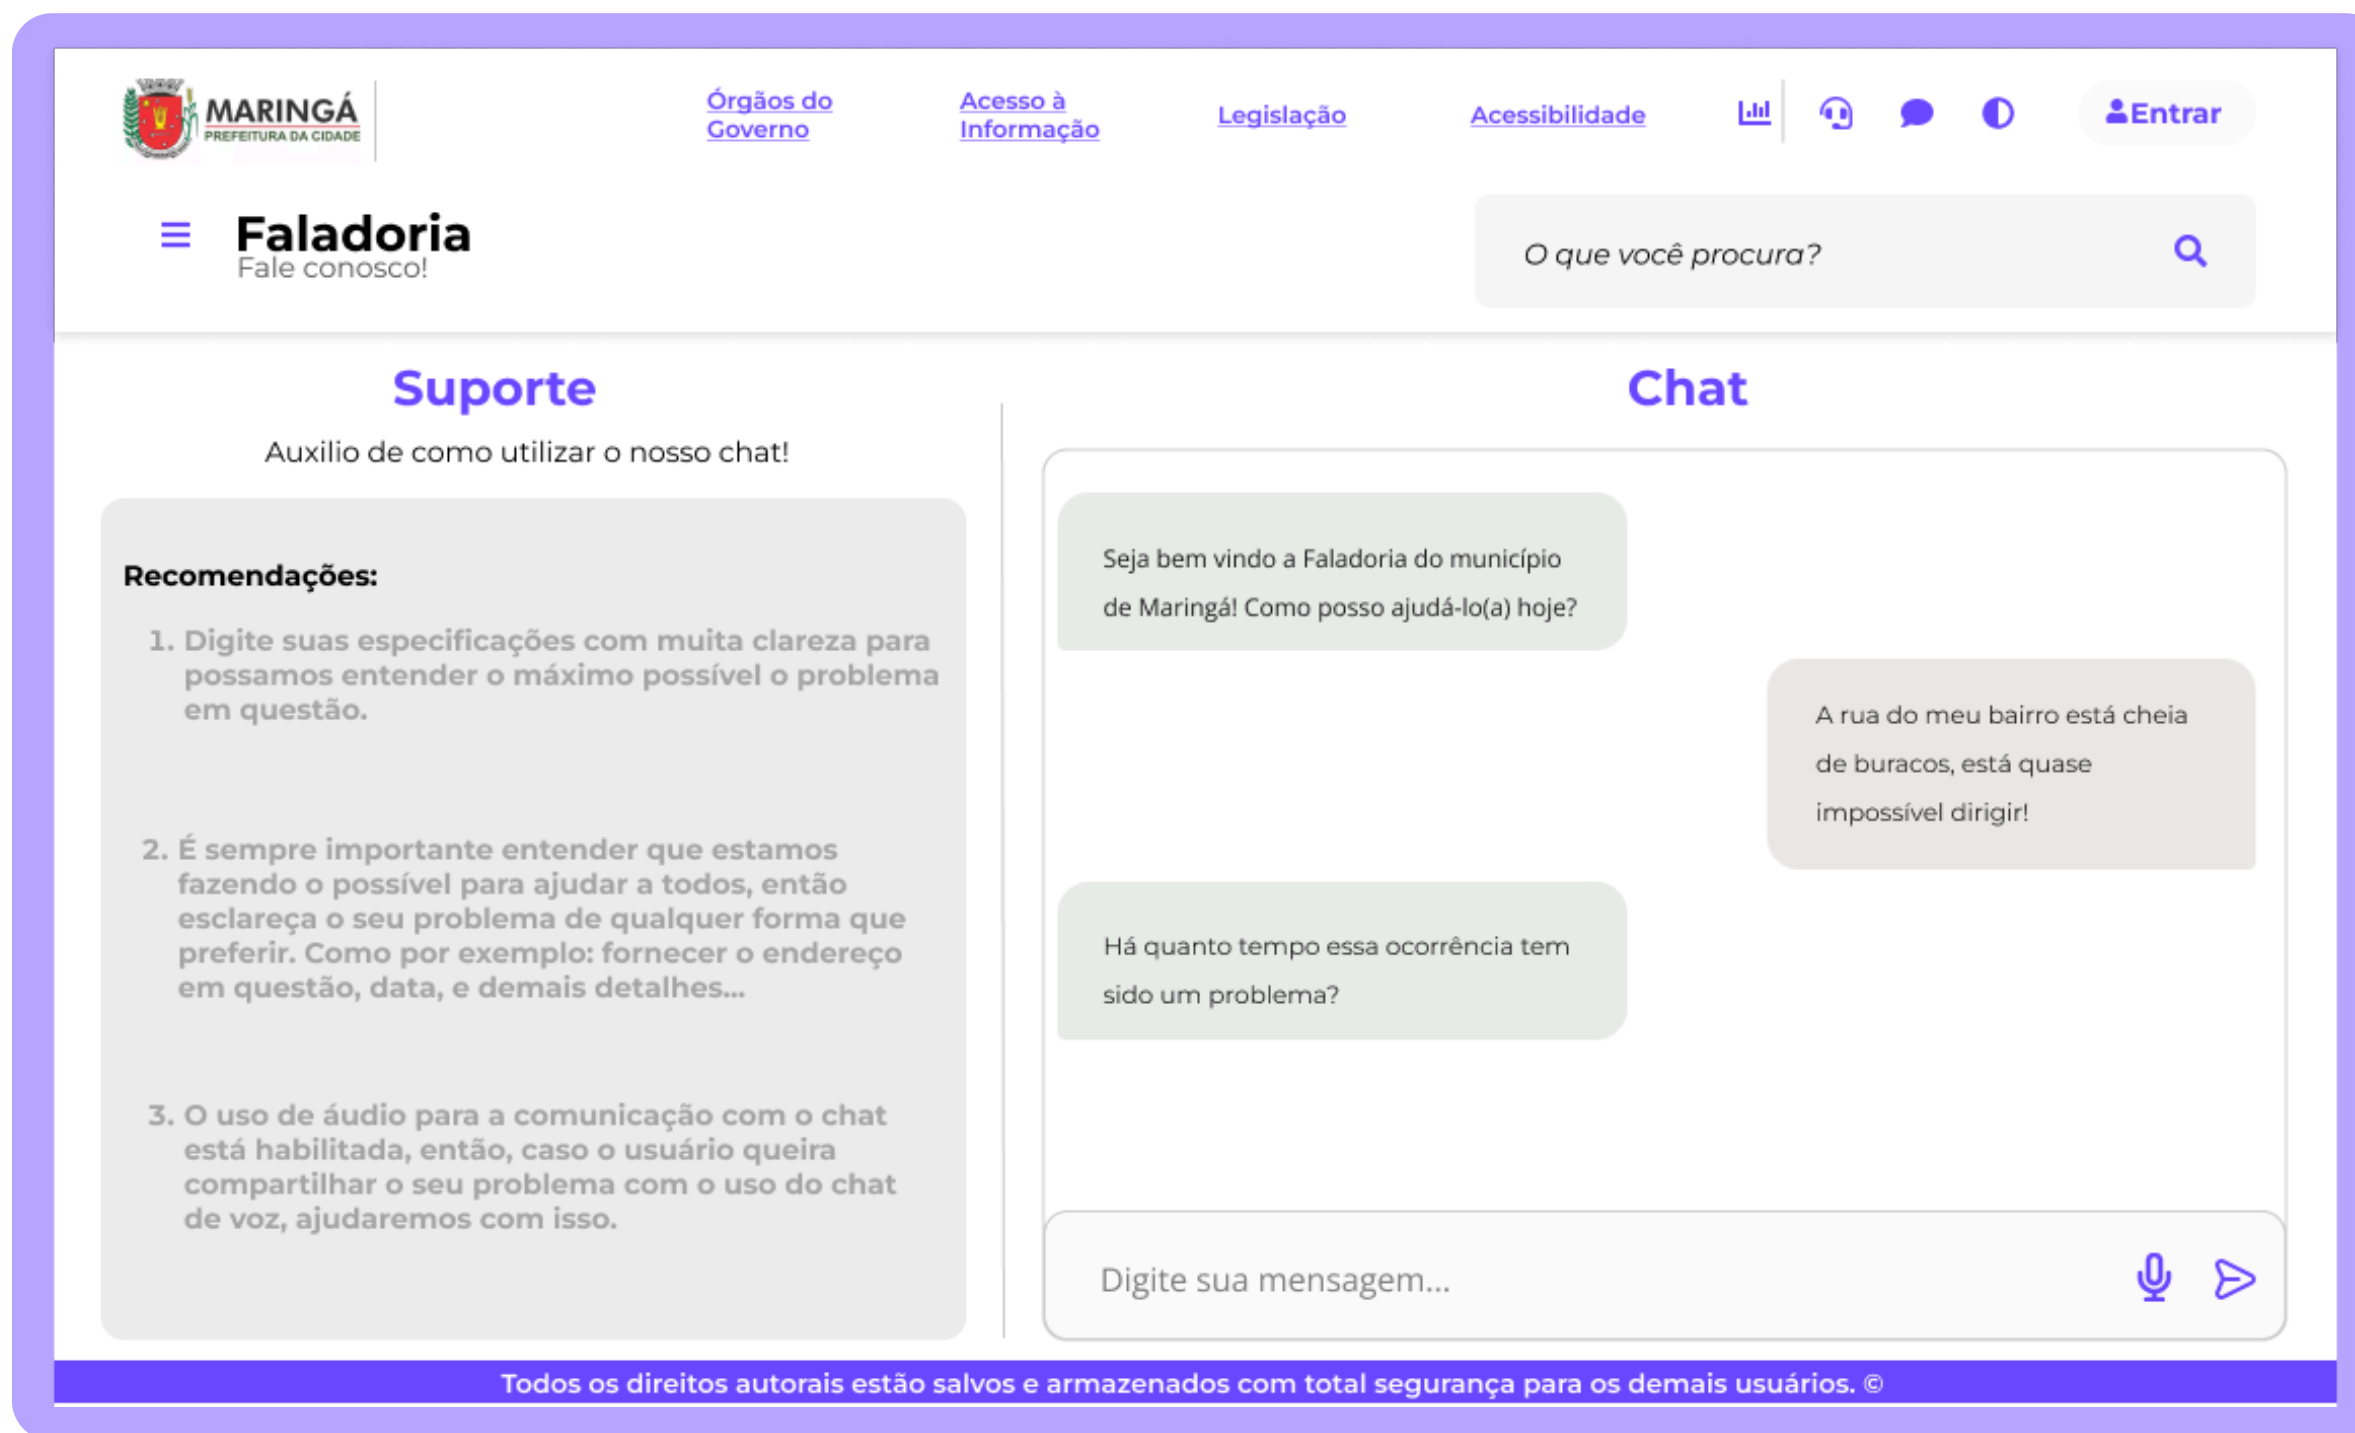 MARINGÁ
PREFEITURA DA CIDADE
Órgãos do
Governo
Acesso à
Informação
Legislação
Acessibilidade
Entrar
Faladoria
Fale conosco!
O que você procura?
Suporte
Auxilio de como utilizar o nosso chat!
Recomendações:
1. Digite suas especificações com muita clareza para
possamos entender o máximo possível o problema
em questão.
2. É sempre importante entender que estamos
fazendo o possível para ajudar a todos, então
esclareça o seu problema de qualquer forma que
preferir. Como por exemplo: fornecer o endereço
em questão, data, e demais detalhes...
3. O uso de áudio para a comunicação com o chat
está habilitada, então, caso o usuário queira
compartilhar o seu problema com o uso do chat
de voz, ajudaremos com isso.
Chat
Seja bem vindo a Faladoria do município
de Maringá! Como posso ajudá-lo(a) hoje?
A rua do meu bairro está cheia
de buracos, está quase
impossível dirigir!
Há quanto tempo essa ocorrência tem
sido um problema?
Digite sua mensagem...
Todos os direitos autorais estão salvos e armazenados com total segurança para os demais usuários. ©